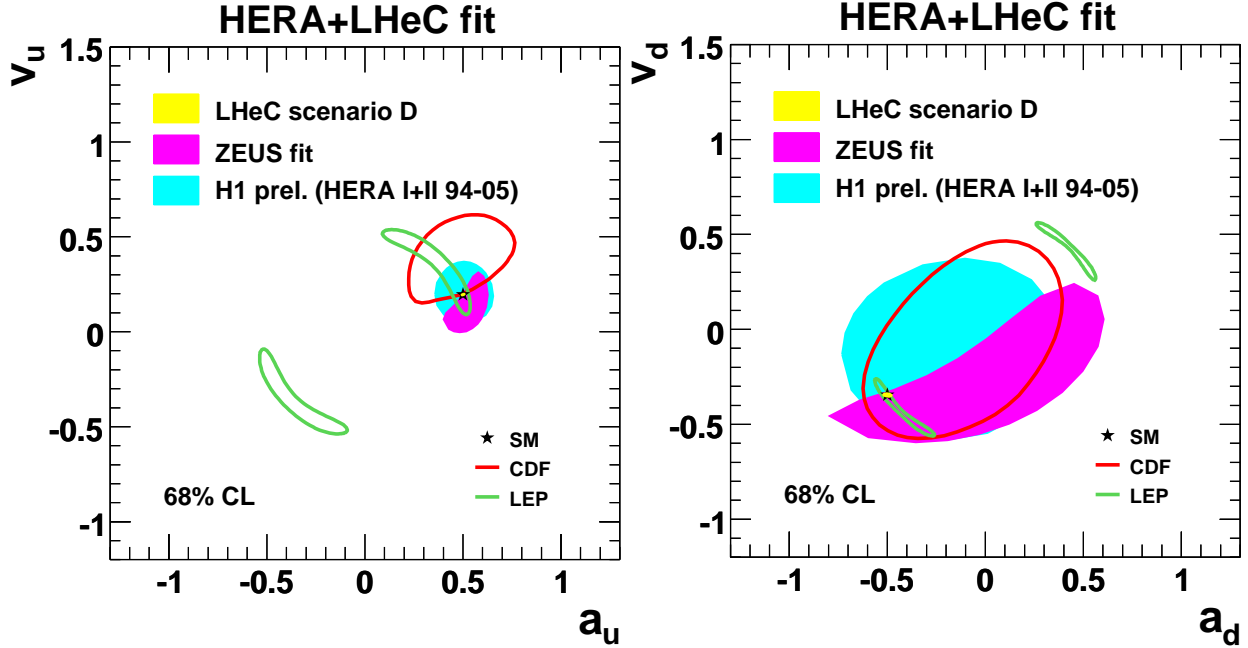 HERA+LHeC fit
v_u
1.5
1
0.5
0
-0.5
-1
LHeC scenario D
ZEUS fit
H1 prel. (HERA I+II 94-05)
SM
CDF
LEP
68% CL
-1 -0.5 0 0.5 1
a_u
HERA+LHeC fit
v_d
1.5
1
0.5
0
-0.5
-1
LHeC scenario D
ZEUS fit
H1 prel. (HERA I+II 94-05)
SM
CDF
LEP
68% CL
-1 -0.5 0 0.5 1
a_d